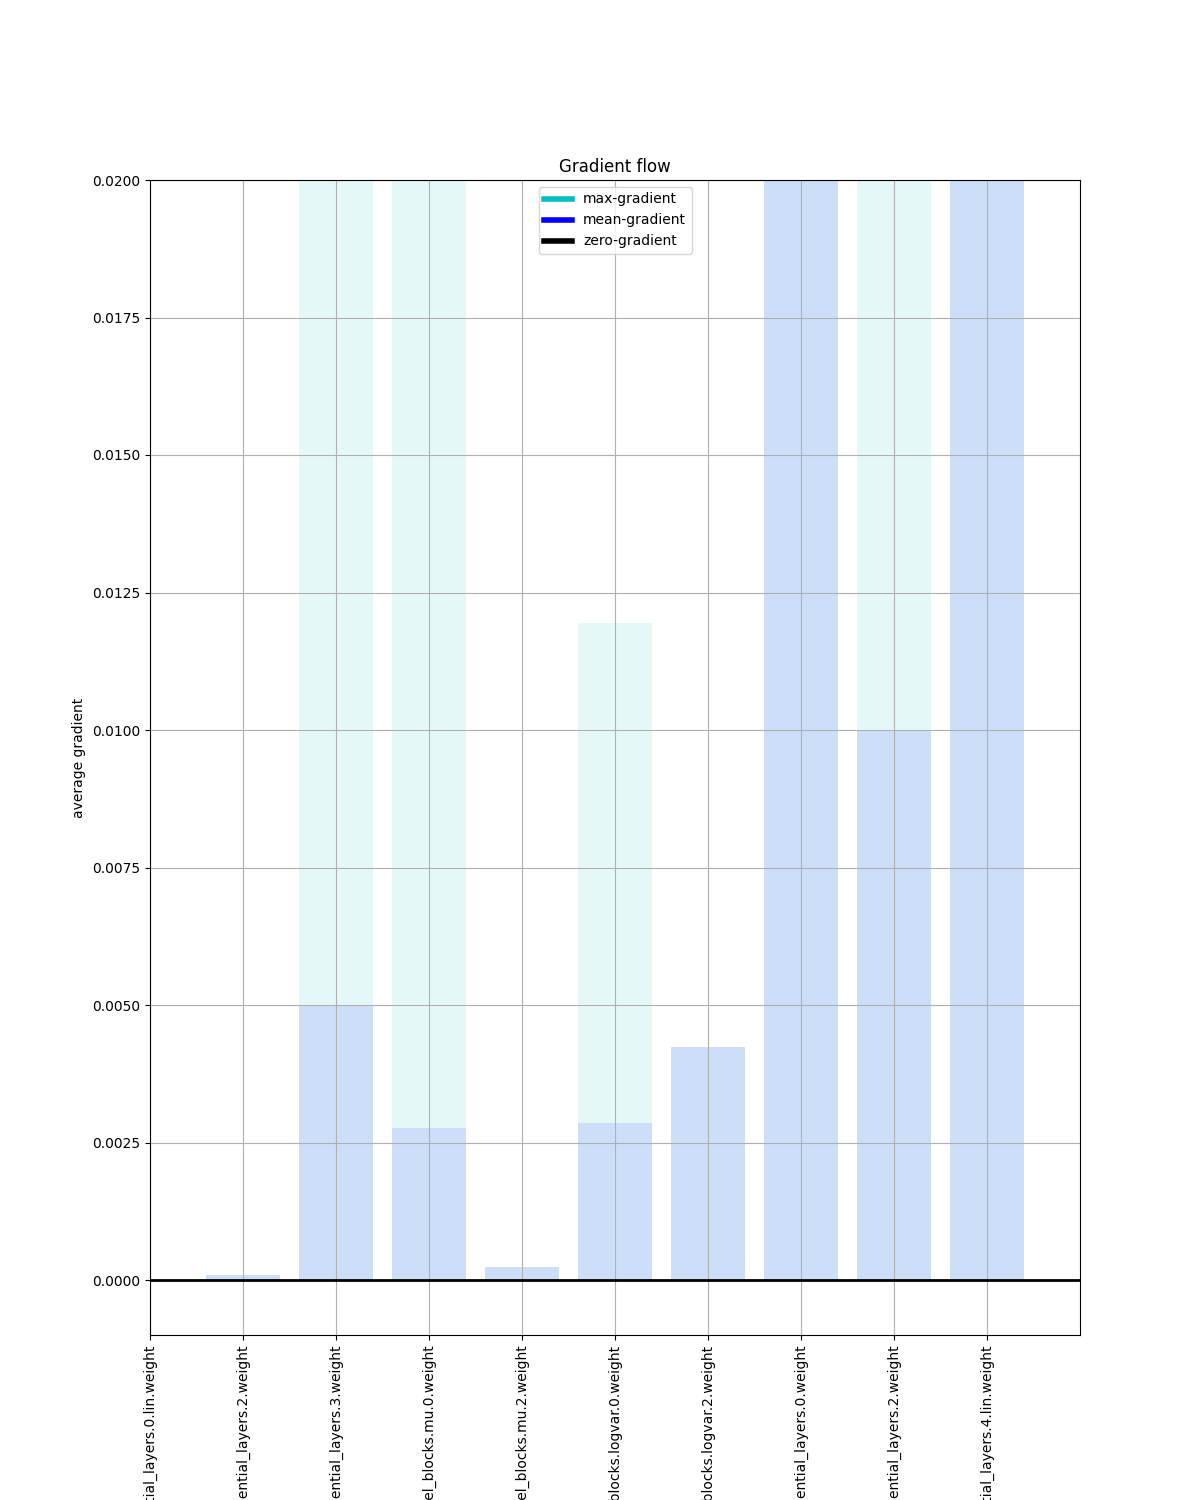 Gradient flow
max-gradient
mean-gradient
zero-gradient
0.0200
0.0175
0.0150
0.0125
0.0100
0.0075
0.0050
0.0025
0.0000
average gradient
tial_layers.0.lin.weight
ential_layers.2.weight
ential_layers.3.weight
el_blocks.mu.0.weight
el_blocks.mu.2.weight
blocks.logvar.0.weight
blocks.logvar.2.weight
ential_layers.0.weight
ential_layers.2.weight
tial_layers.4.lin.weight